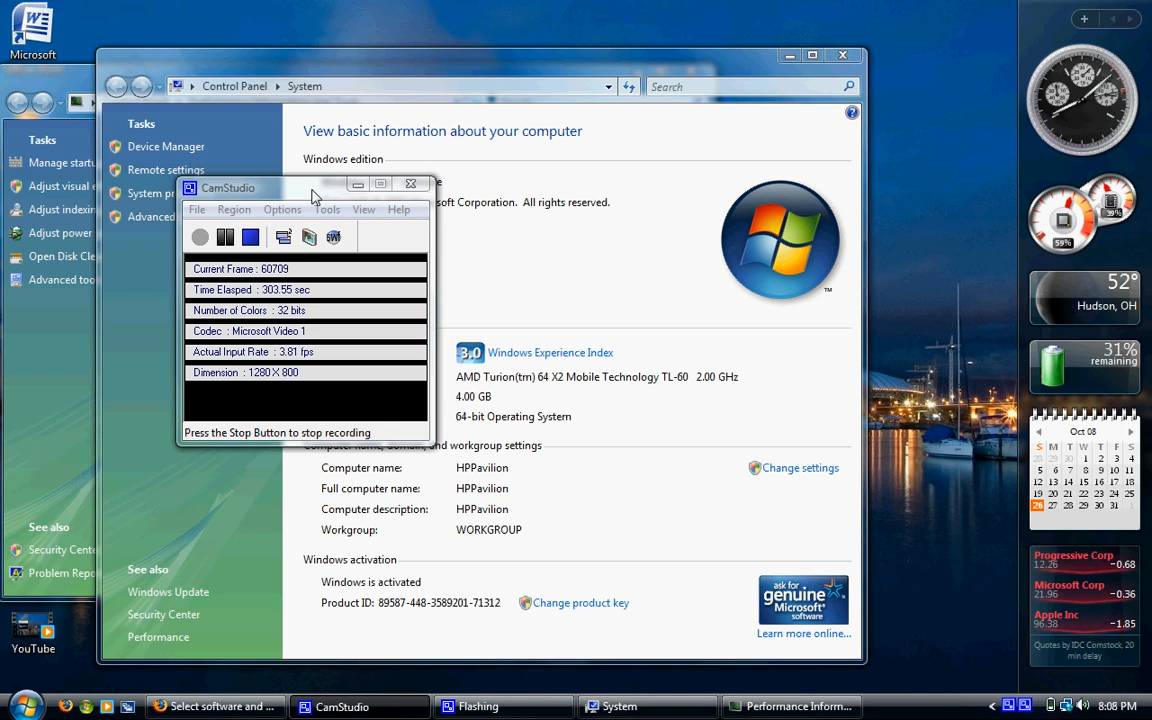 Microsoft
Control Panel
System
Search
Tasks
Manage startu
Adjust visual e
Adjust indexin
Adjust power
Open Disk Cle
Advanced too
See also
Security Cente
Problem Repo
YouTube
Tasks
Device Manager
Remote settings
System pr
Advanced
See also
Windows Update
Security Center
Performance
View basic information about your computer
Windows edition
soft Corporation. All rights reserved.
TM
3.0 Windows Experience Index
AMD Turion(tm) 64 X2 Mobile Technology TL-60 2.00 GHz
4.00 GB
64-bit Operating System
Computer name, domain, and workgroup settings
Computer name: HPPavilion
Change settings
Full computer name: HPPavilion
Computer description: HPPavilion
Workgroup: WORKGROUP
Windows activation
Windows is activated
Product ID: 89587-448-3589201-71312
Change product key
ask for
genuine
Microsoft
software
Learn more online...
CamStudio
File Region Options Tools View Help
Current Frame : 60709
Time Elasped : 303.55 sec
Number of Colors : 32 bits
Codec : Microsoft Video 1
Actual Input Rate : 3.81 fps
Dimension : 1280 X 800
Press the Stop Button to stop recording
59%
39%
52°
Hudson, OH
31%
remaining
Oct 08
S M T W T F S
28 29 30 1 2 3 4
5 6 7 8 9 10 11
12 13 14 15 16 17 18
19 20 21 22 23 24 25
26 27 28 29 30 31 1
Progressive Corp
12.26 -0.68
Microsoft Corp
21.96 -0.36
Apple Inc
96.38 -1.85
Quotes by IDC Comstock, 20
min delay
Select software and ...
CamStudio
Flashing
System
Performance Inform...
8:08 PM